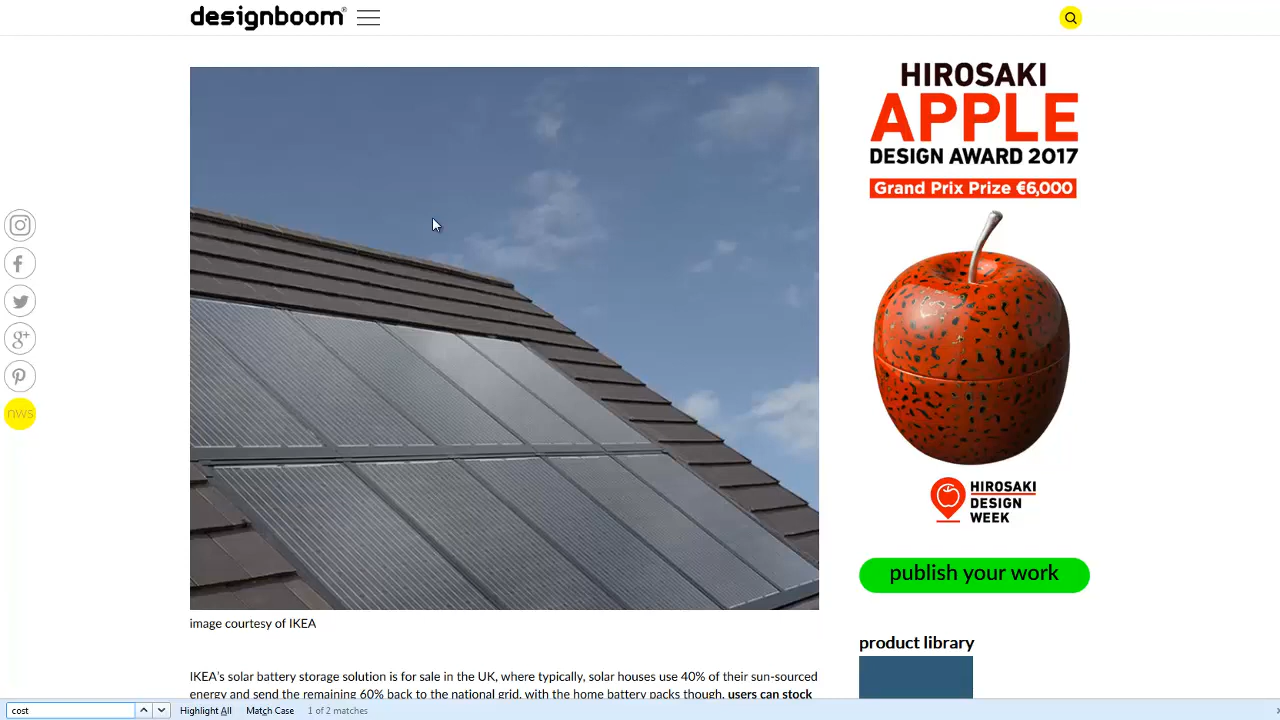 designboom®
HIROSAKI
APPLE
DESIGN AWARD 2017
Grand Prix Prize €6,000
nws
HIROSAKI
DESIGN
WEEK
publish your work
image courtesy of IKEA
product library
IKEA's solar battery storage solution is for sale in the UK, where typically, solar houses use 40% of their sun-sourced
energy and send the remaining 60% back to the national grid. with the home battery packs though, users can stock
cost
Highlight All
Match Case
1 of 2 matches